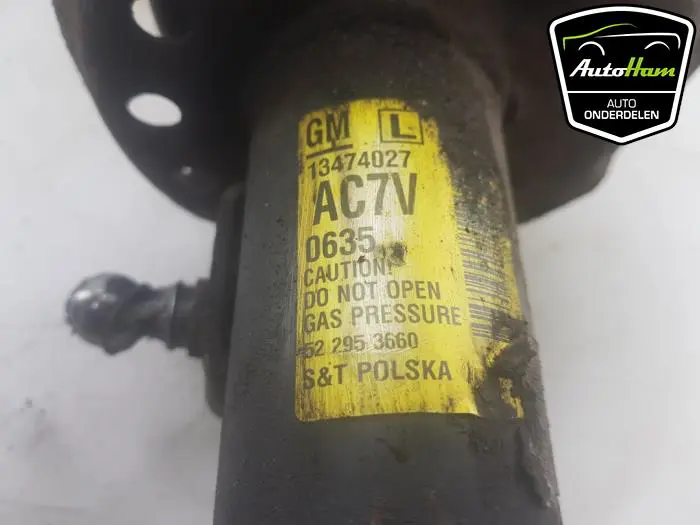 GM L
13474027
AC7V
0635
CAUTION:
DO NOT OPEN
GAS PRESSURE
52 295 3660
S&T POLSKA
AutoHam
AUTO
ONDERDELEN